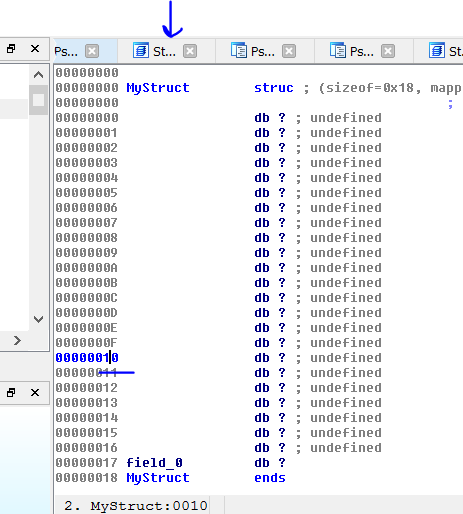 Ps... St... Ps... Ps... St.
00000000
00000000 MyStruct struc ; (sizeof=0x18, mapp
00000000 ;
00000000 db ? ; undefined
00000001 db ? ; undefined
00000002 db ? ; undefined
00000003 db ? ; undefined
00000004 db ? ; undefined
00000005 db ? ; undefined
00000006 db ? ; undefined
00000007 db ? ; undefined
00000008 db ? ; undefined
00000009 db ? ; undefined
0000000A db ? ; undefined
0000000B db ? ; undefined
0000000C db ? ; undefined
0000000D db ? ; undefined
0000000E db ? ; undefined
0000000F db ? ; undefined
00000010 db ? ; undefined
00000011 db ? ; undefined
00000012 db ? ; undefined
00000013 db ? ; undefined
00000014 db ? ; undefined
00000015 db ? ; undefined
00000016 db ? ; undefined
00000017 field_0 db ?
00000018 MyStruct ends
2. MyStruct:0010